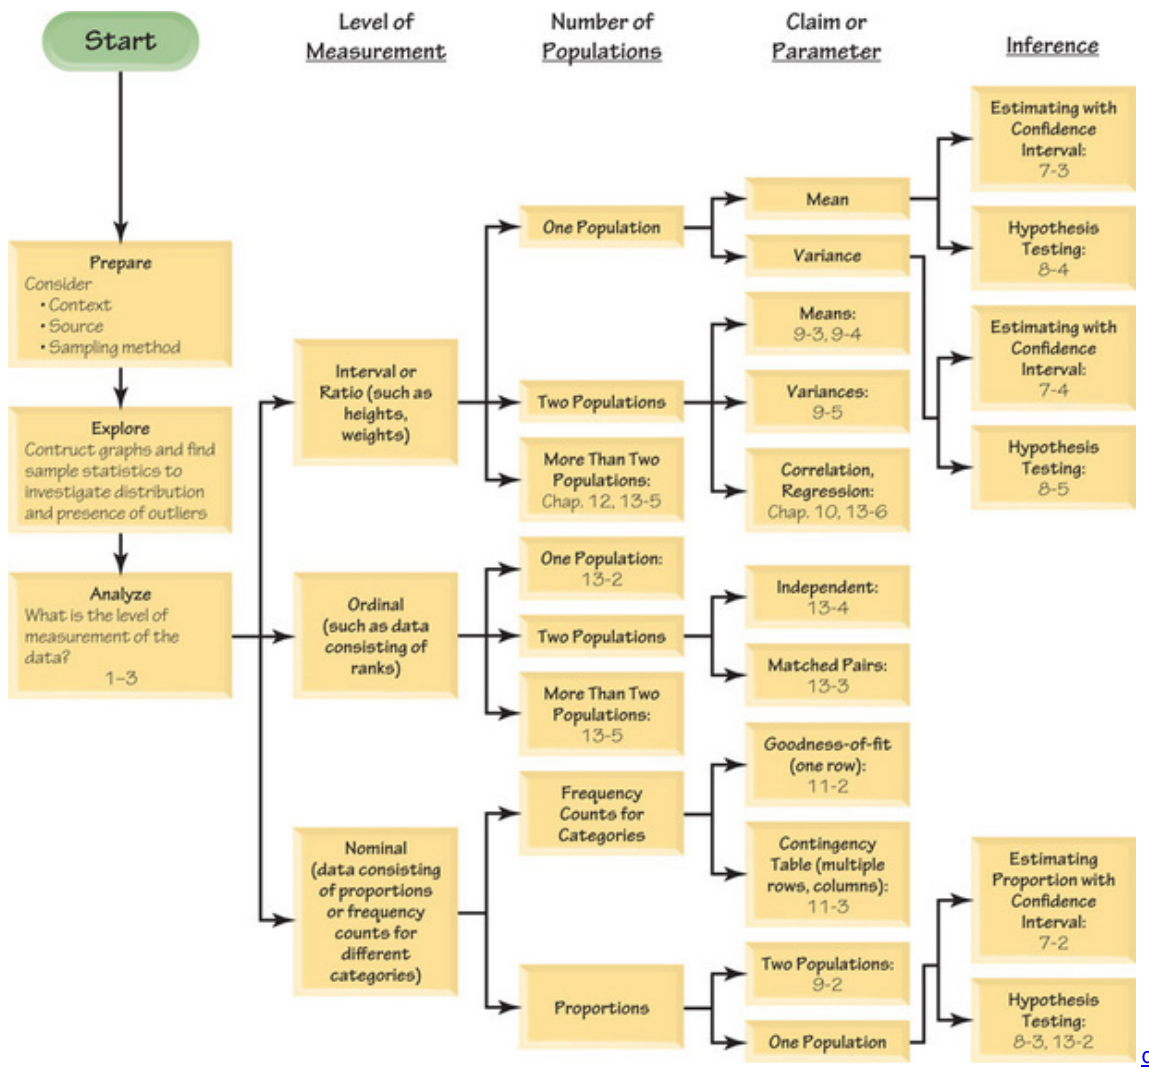 Start
Level of
Measurement
Number of
Populations
Claim or
Parameter
Inference
Prepare
Consider
• Context
• Source
• Sampling method
Explore
Contruct graphs and find
sample statistics to
investigate distribution
and presence of outliers
Analyze
What is the level of
measurement of the
data?
1–3
Interval or
Ratio (such as
heights,
weights)
Ordinal
(such as data
consisting of
ranks)
Nominal
(data consisting
of proportions
or frequency
counts for
different
categories)
One Population
Two Populations
More Than Two
Populations:
Chap. 12, 13-5
One Population:
13-2
Two Populations
More Than Two
Populations:
13-5
Frequency
Counts for
Categories
Proportions
Mean
Variance
Means:
9-3, 9-4
Variances:
9-5
Correlation,
Regression:
Chap. 10, 13-6
Independent:
13-4
Matched Pairs:
13-3
Goodness-of-fit
(one row):
11-2
Contingency
Table (multiple
rows, columns):
11-3
Two Populations:
9-2
One Population
Estimating with
Confidence
Interval:
7-3
Hypothesis
Testing:
8-4
Estimating with
Confidence
Interval:
7-4
Hypothesis
Testing:
8-5
Estimating
Proportion with
Confidence
Interval:
7-2
Hypothesis
Testing:
8-3, 13-2